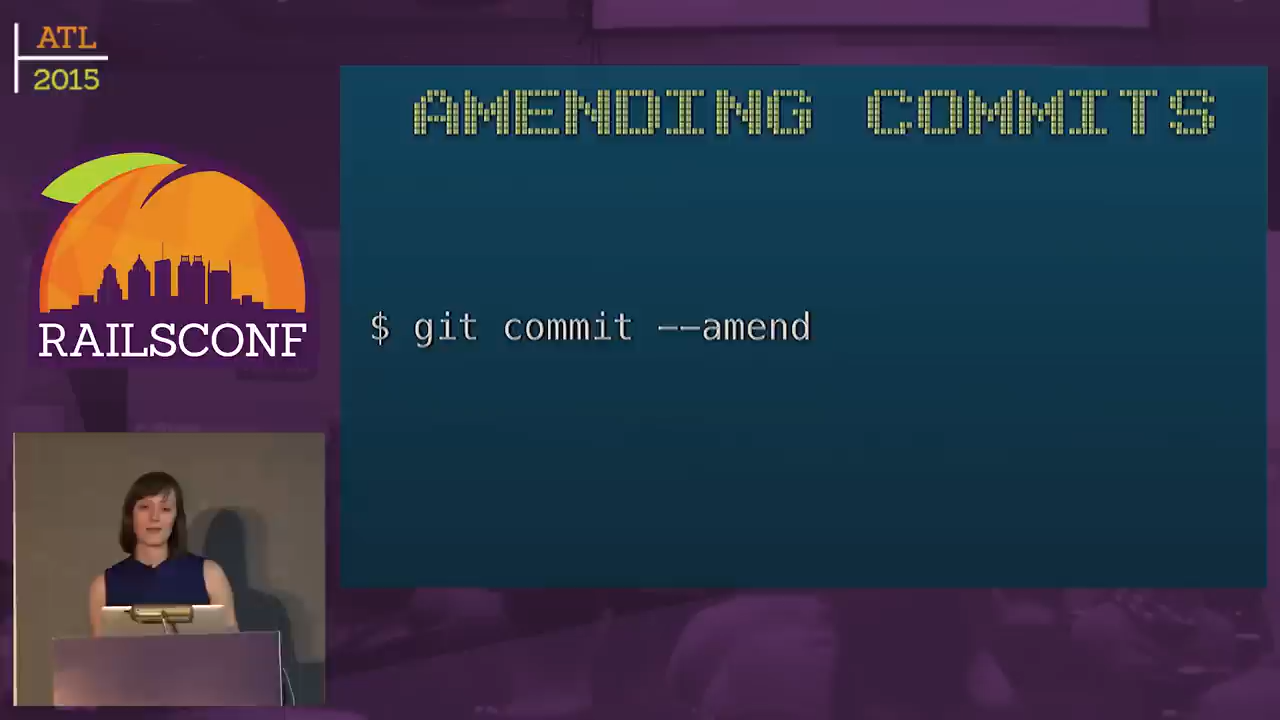 ATL
2015
AMENDING COMMITS
$ git commit --amend
RAILSCONF